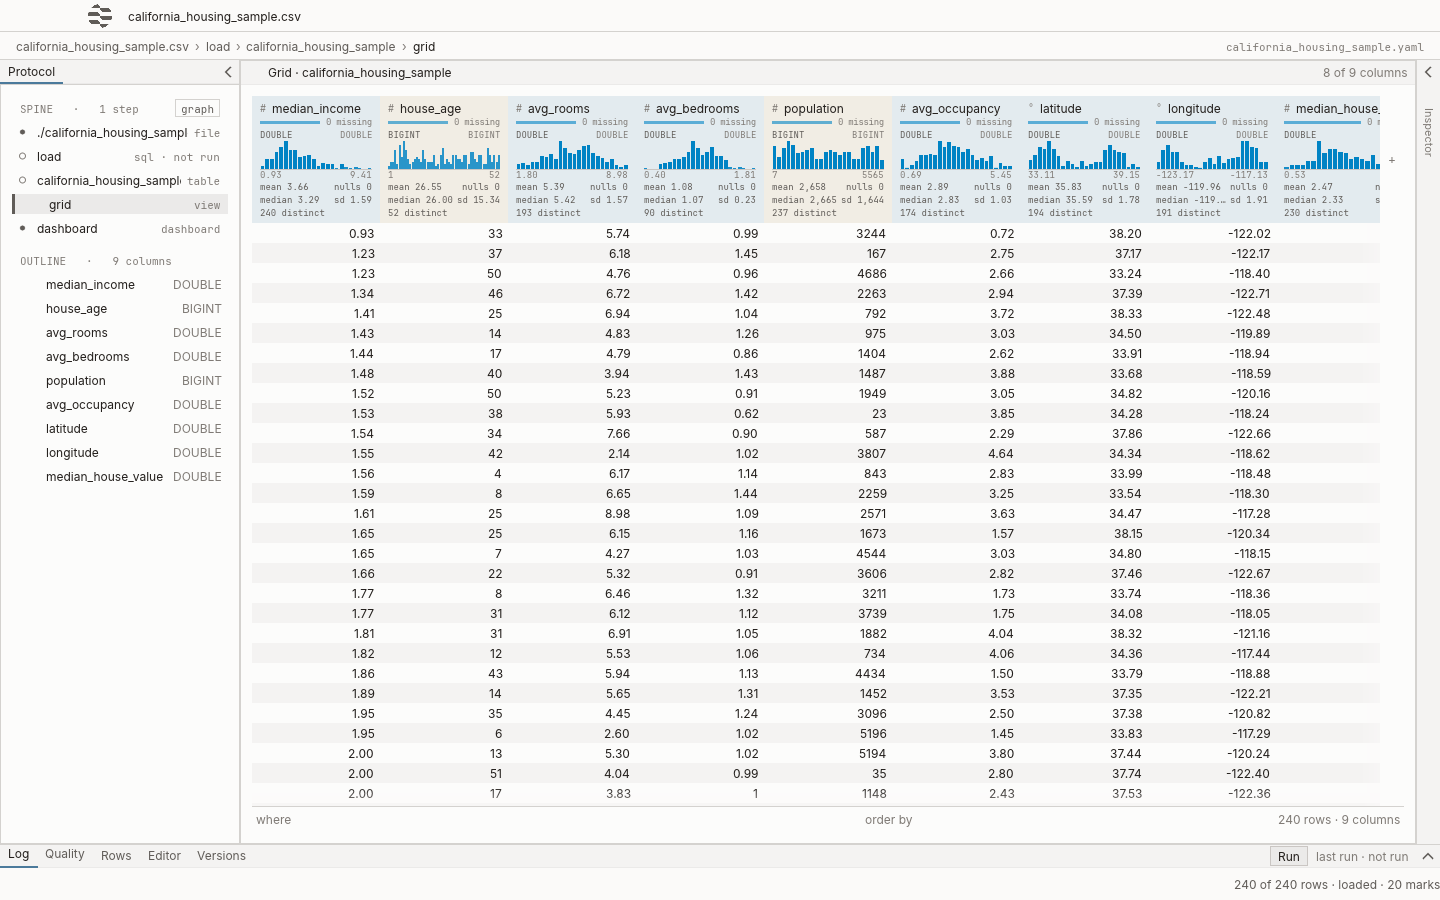 california_housing_sample.csv
california_housing_sample.csv › load › california_housing_sample › grid
california_housing_sample.yaml
Protocol
Grid · california_housing_sample
8 of 9 columns
SPINE · 1 step graph
./california_housing_sampl file
load sql · not run
california_housing_sampl table
grid view
dashboard dashboard
OUTLINE · 9 columns
median_income DOUBLE
house_age BIGINT
avg_rooms DOUBLE
avg_bedrooms DOUBLE
population BIGINT
avg_occupancy DOUBLE
latitude DOUBLE
longitude DOUBLE
median_house_value DOUBLE
# median_income # house_age # avg_rooms # avg_bedrooms # population # avg_occupancy ° latitude ° longitude # median_house_
0 missing 0 missing 0 missing 0 missing 0 missing 0 missing 0 missing 0 missing 0 m
DOUBLE DOUBLE BIGINT BIGINT DOUBLE DOUBLE DOUBLE DOUBLE BIGINT BIGINT DOUBLE DOUBLE DOUBLE DOUBLE DOUBLE DOUBLE DOUBLE
0.93 9.41 1 52 1.80 8.98 0.40 1.81 7 5565 0.69 5.45 33.11 39.15 -123.17 -117.13 0.53
mean 3.66 nulls 0 mean 26.55 nulls 0 mean 5.39 nulls 0 mean 1.08 nulls 0 mean 2,658 nulls 0 mean 2.89 nulls 0 mean 35.83 nulls 0 mean -119.96 nulls 0 mean 2.47 n
median 3.29 sd 1.59 median 26.00 sd 15.34 median 5.42 sd 1.57 median 1.07 sd 0.23 median 2,665 sd 1,644 median 2.83 sd 1.03 median 35.59 sd 1.78 median -119.… sd 1.91 median 2.33 s
240 distinct 52 distinct 193 distinct 90 distinct 237 distinct 174 distinct 194 distinct 191 distinct 230 distinct
+
Inspector
0.93 33 5.74 0.99 3244 0.72 38.20 -122.02
1.23 37 6.18 1.45 167 2.75 37.17 -122.17
1.23 50 4.76 0.96 4686 2.66 33.24 -118.40
1.34 46 6.72 1.42 2263 2.94 37.39 -122.71
1.41 25 6.94 1.04 792 3.72 38.33 -122.48
1.43 14 4.83 1.26 975 3.03 34.50 -119.89
1.44 17 4.79 0.86 1404 2.62 33.91 -118.94
1.48 40 3.94 1.43 1487 3.88 33.68 -118.59
1.52 50 5.23 0.91 1949 3.05 34.82 -120.16
1.53 38 5.93 0.62 23 3.85 34.28 -118.24
1.54 34 7.66 0.90 587 2.29 37.86 -122.66
1.55 42 2.14 1.02 3807 4.64 34.34 -118.62
1.56 4 6.17 1.14 843 2.83 33.99 -118.48
1.59 8 6.65 1.44 2259 3.25 33.54 -118.30
1.61 25 8.98 1.09 2571 3.63 34.47 -117.28
1.65 25 6.15 1.16 1673 1.57 38.15 -120.34
1.65 7 4.27 1.03 4544 3.03 34.80 -118.15
1.66 22 5.32 0.91 3606 2.82 37.46 -122.67
1.77 8 6.46 1.32 3211 1.73 33.74 -118.36
1.77 31 6.12 1.12 3739 1.75 34.08 -118.05
1.81 31 6.91 1.05 1882 4.04 38.32 -121.16
1.82 12 5.53 1.06 734 4.06 34.36 -117.44
1.86 43 5.94 1.13 4434 1.50 33.79 -118.88
1.89 14 5.65 1.31 1452 3.53 37.35 -122.21
1.95 35 4.45 1.24 3096 2.50 37.38 -120.82
1.95 6 2.60 1.02 5196 1.45 33.83 -117.29
2.00 13 5.30 1.02 5194 3.80 37.44 -120.24
2.00 51 4.04 0.99 35 2.80 37.74 -122.40
2.00 17 3.83 1 1148 2.43 37.53 -122.36
where order by 240 rows · 9 columns
Log Quality Rows Editor Versions
Run last run · not run
240 of 240 rows · loaded · 20 marks